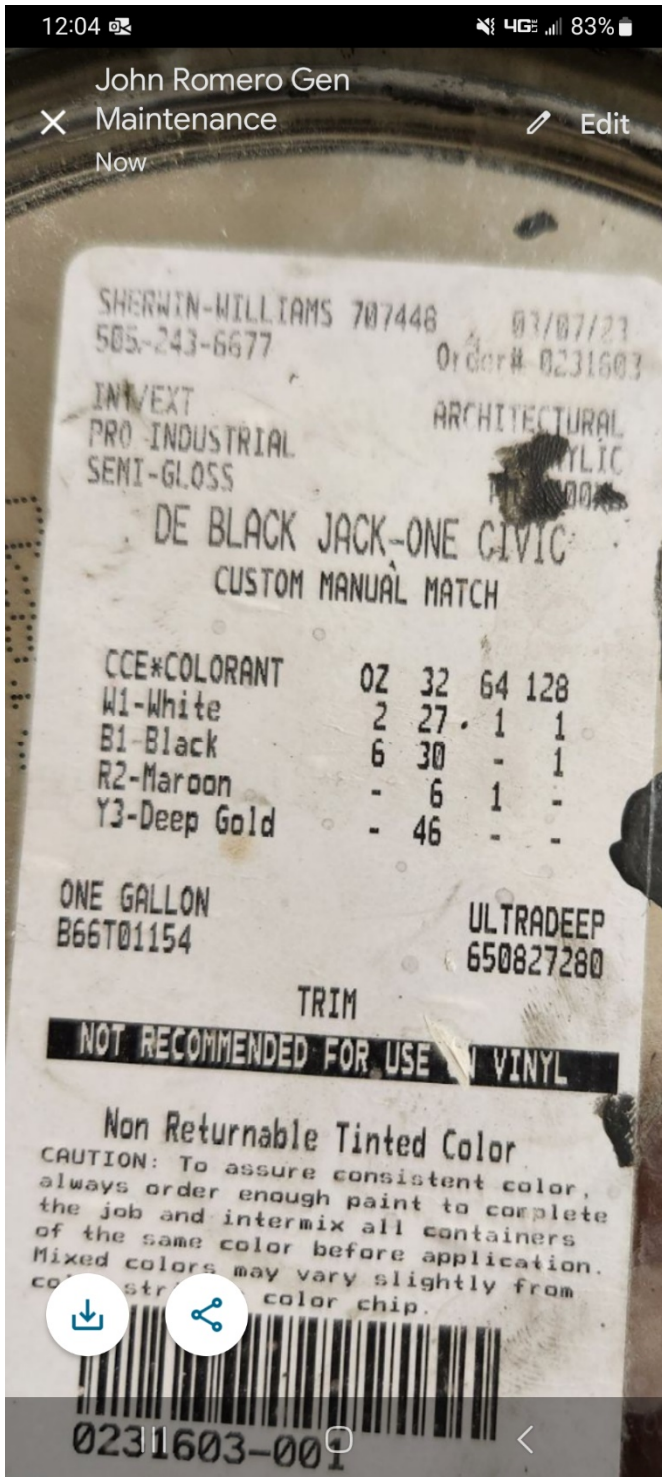 12:04 4G 83%
John Romero Gen
Maintenance
Now
Edit
SHERWIN-WILLIAMS 707448 03/07/23
505-243-6677 Order# 0231603
INT/EXT ARCHITECTURAL
PRO INDUSTRIAL
SEMI-GLOSS
DE BLACK JACK-ONE CIVIC
CUSTOM MANUAL MATCH
CCE*COLORANT OZ 32 64 128
W1-White 2 27 1 1
B1-Black 6 30 - 1
R2-Maroon - 6 1 -
Y3-Deep Gold - 46 - -
ONE GALLON ULTRADEEP
B66T01154 650827280
TRIM
NOT RECOMMENDED FOR USE VINYL
Non Returnable Tinted Color
CAUTION: To assure consistent color,
always order enough paint to complete
the job and intermix all containers
of the same color before application.
Mixed colors may vary slightly from
color chip.
0231603-001